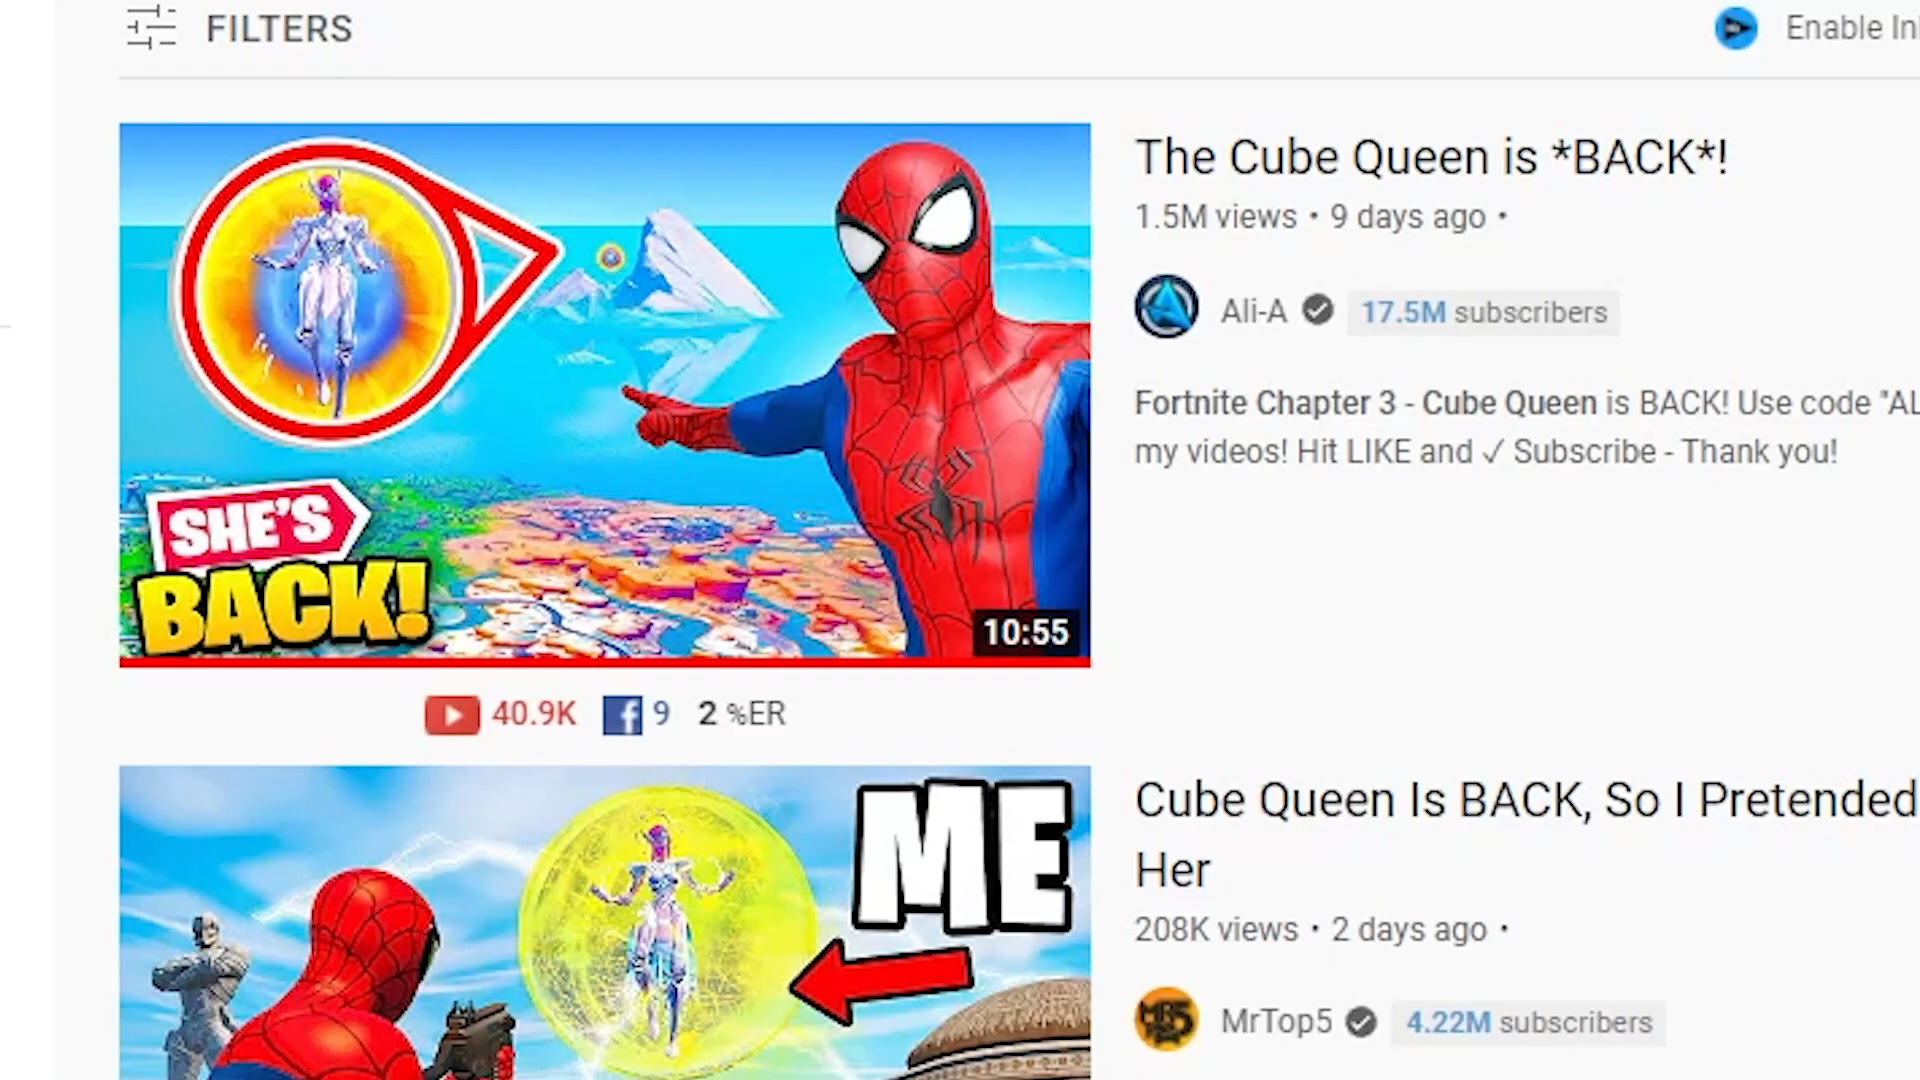 FILTERS
Enable
SHE'S
BACK!
10:55
The Cube Queen is *BACK*!
1.5M views • 9 days ago •
Ali-A
17.5M subscribers
Fortnite Chapter 3 - Cube Queen is BACK! Use code "AL
my videos! Hit LIKE and ✓ Subscribe - Thank you!
40.9K 9 2 %ER
ME
Cube Queen Is BACK, So I Pretended
Her
208K views • 2 days ago •
MrTop5
4.22M subscribers